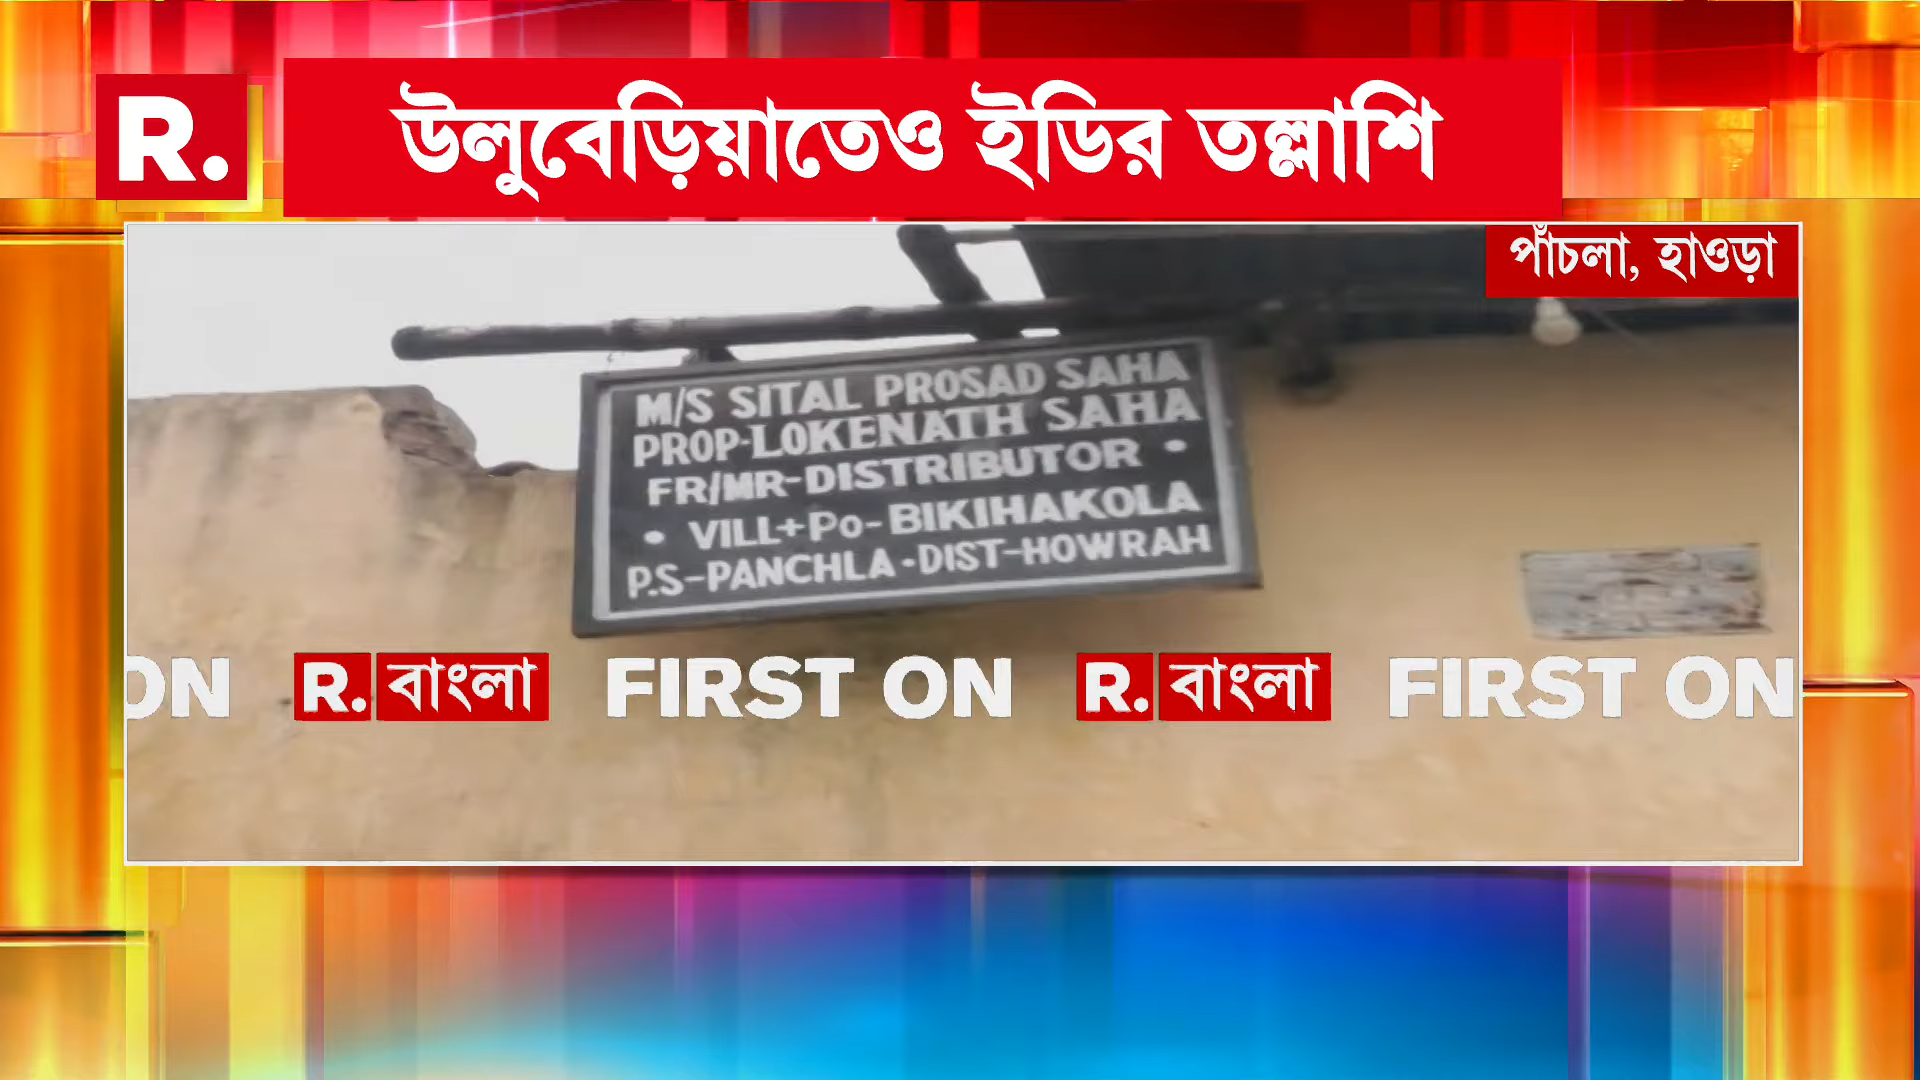 R. উলুবেড়িয়াতেও ইডির তল্লাশি
পাঁচলা, হাওড়া
M/S SITAL PROSAD SAHA
PROP-LOKENATH SAHA
FR/MR-DISTRIBUTOR •
• VILL+Po-BIKIHAKOLA
P.S-PANCHLA•DIST-HOWRAH
ON R. বাংলা FIRST ON R. বাংলা FIRST ON